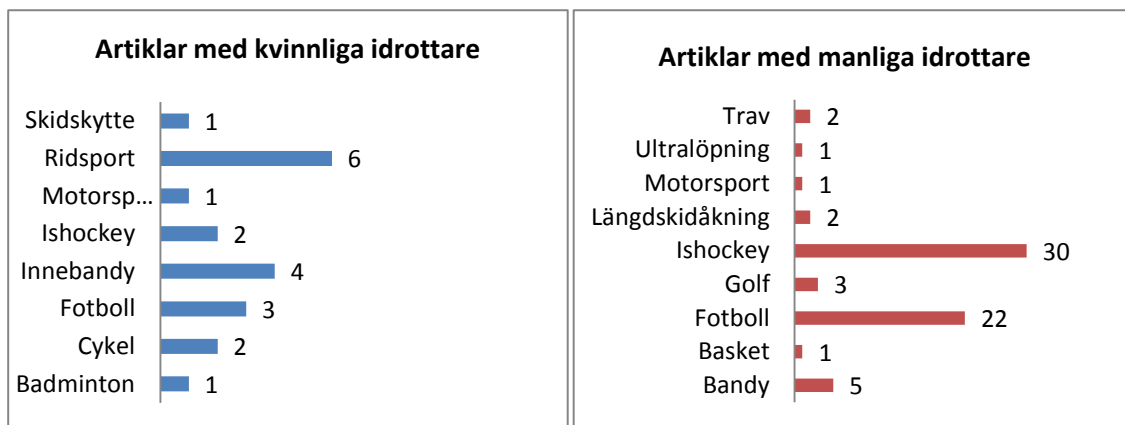 Artiklar med kvinnliga idrottare
Skidskytte 1
Ridsport 6
Motorsp... 1
Ishockey 2
Innebandy 4
Fotboll 3
Cykel 2
Badminton 1
Artiklar med manliga idrottare
Trav 2
Ultralöpning 1
Motorsport 1
Längdskidåkning 2
Ishockey 30
Golf 3
Fotboll 22
Basket 1
Bandy 5